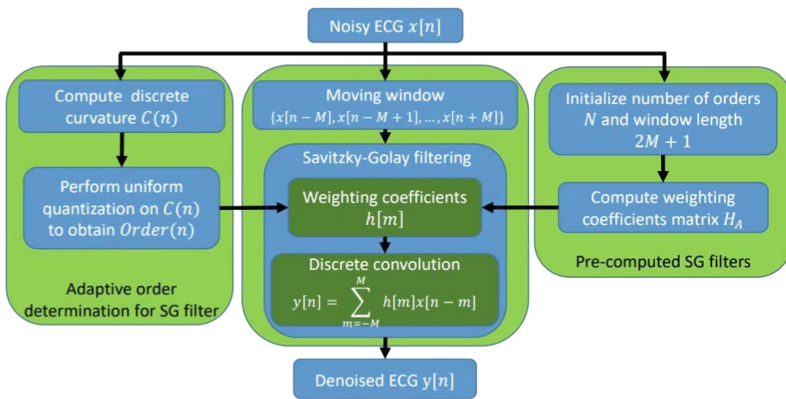 Noisy ECG x[n]
Compute discrete
curvature C(n)
Perform uniform
quantization on C(n)
to obtain Order(n)
Adaptive order
determination for SG filter
Moving window
{x[n − M], x[n − M + 1], … , x[n + M]}
Savitzky-Golay filtering
Weighting coefficients
h[m]
Discrete convolution
y[n] = ∑_{m=−M}^{M} h[m]x[n − m]
Initialize number of orders
N and window length
2M + 1
Compute weighting
coefficients matrix H_A
Pre-computed SG filters
Denoised ECG y[n]